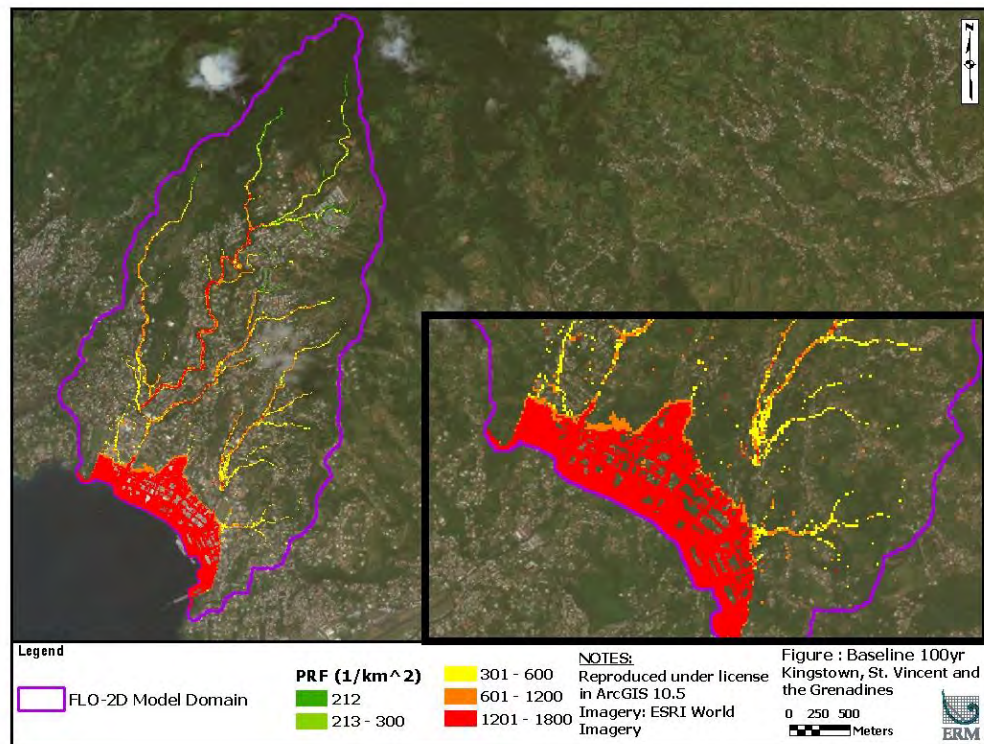 N
Legend
FLO-2D Model Domain
PRF (1/km^2)
212
213 - 300
301 - 600
601 - 1200
1201 - 1800
NOTES:
Reproduced under license
in ArcGIS 10.5
Imagery: ESRI World
Imagery
Figure : Baseline 100yr
Kingstown, St. Vincent and
the Grenadines
0 250 500
Meters
ERM